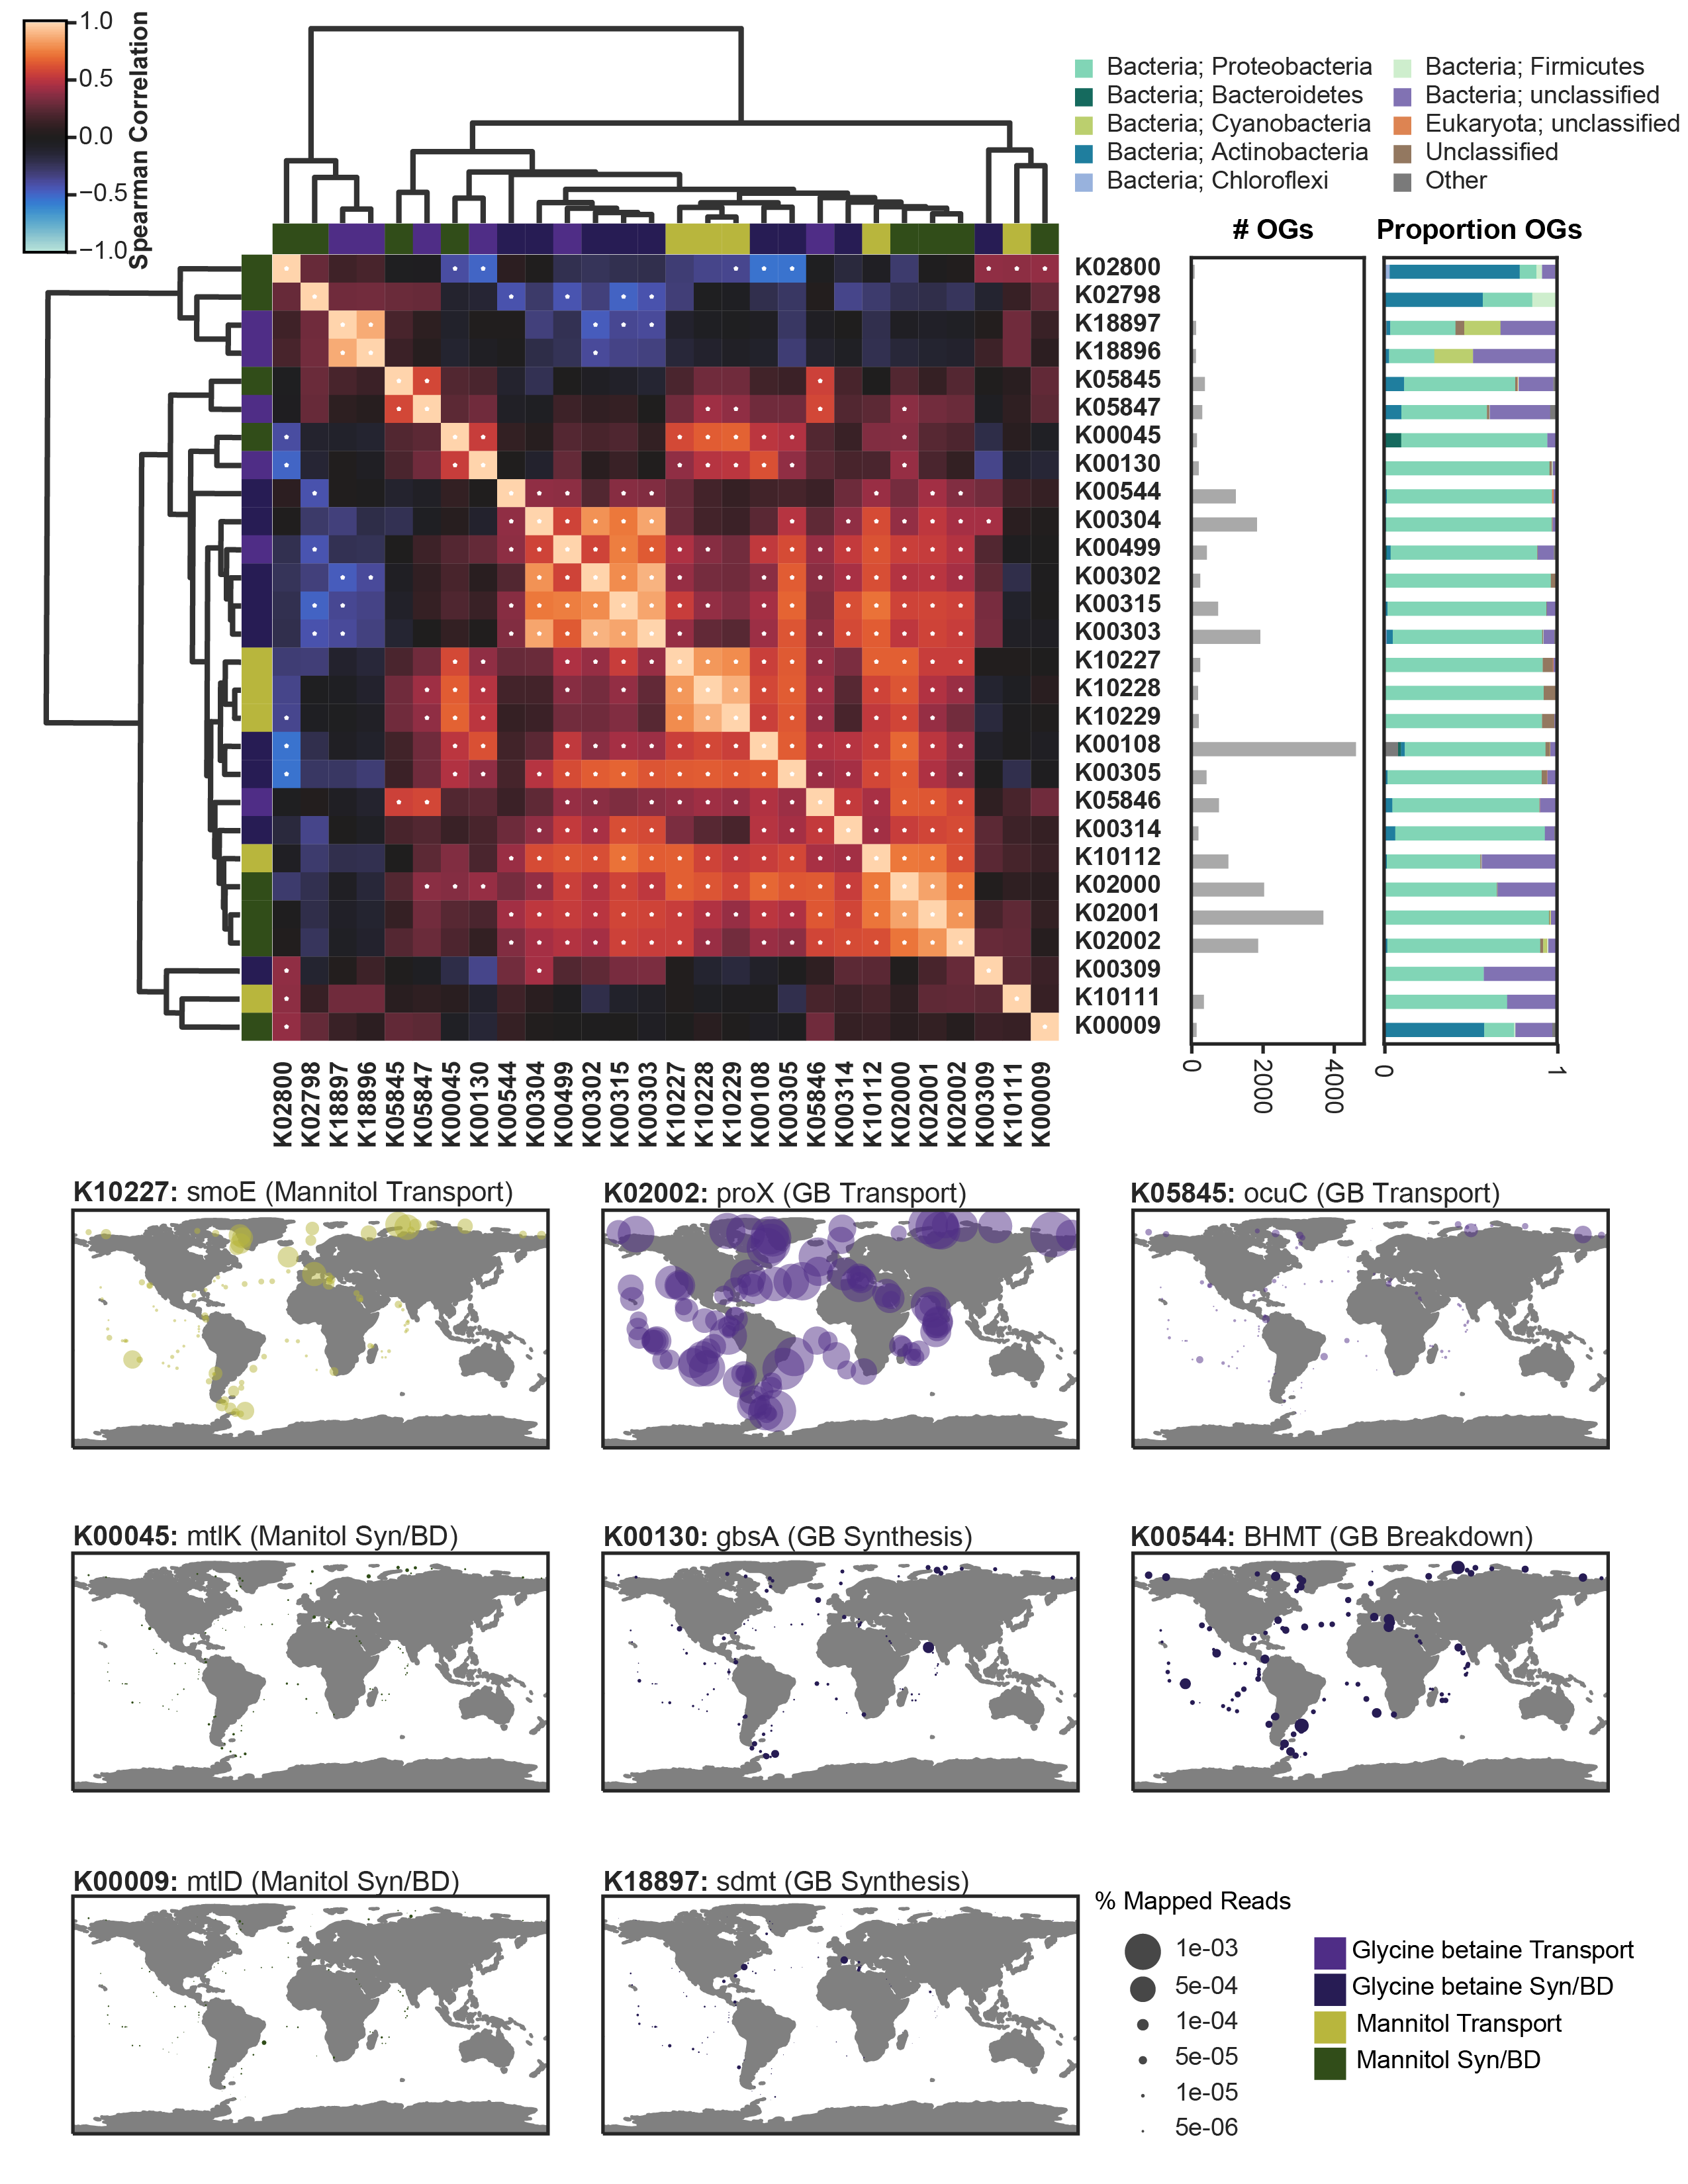 1.0
0.5
0.0
−0.5
−1.0
Spearman Correlation
Bacteria; Proteobacteria
Bacteria; Bacteroidetes
Bacteria; Cyanobacteria
Bacteria; Actinobacteria
Bacteria; Chloroflexi
Bacteria; Firmicutes
Bacteria; unclassified
Eukaryota; unclassified
Unclassified
Other
# OGs
Proportion OGs
K02800
K02798
K18897
K18896
K05845
K05847
K00045
K00130
K00544
K00304
K00499
K00302
K00315
K00303
K10227
K10228
K10229
K00108
K00305
K05846
K00314
K10112
K02000
K02001
K02002
K00309
K10111
K00009
0
2000
4000
0
1
K02800
K02798
K18897
K18896
K05845
K05847
K00045
K00130
K00544
K00304
K00499
K00302
K00315
K00303
K10227
K10228
K10229
K00108
K00305
K05846
K00314
K10112
K02000
K02001
K02002
K00309
K10111
K00009
K10227: smoE (Mannitol Transport)
K02002: proX (GB Transport)
K05845: ocuC (GB Transport)
K00045: mtlK (Manitol Syn/BD)
K00130: gbsA (GB Synthesis)
K00544: BHMT (GB Breakdown)
K00009: mtlD (Manitol Syn/BD)
K18897: sdmt (GB Synthesis)
% Mapped Reads
1e-03
5e-04
1e-04
5e-05
1e-05
5e-06
Glycine betaine Transport
Glycine betaine Syn/BD
Mannitol Transport
Mannitol Syn/BD